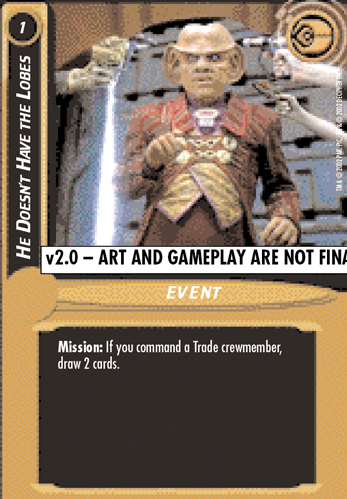 1
HE DOESN'T HAVE THE LOBES
v2.0 – ART AND GAMEPLAY ARE NOT FINA
EVENT
Mission: If you command a Trade crewmember,
draw 2 cards.